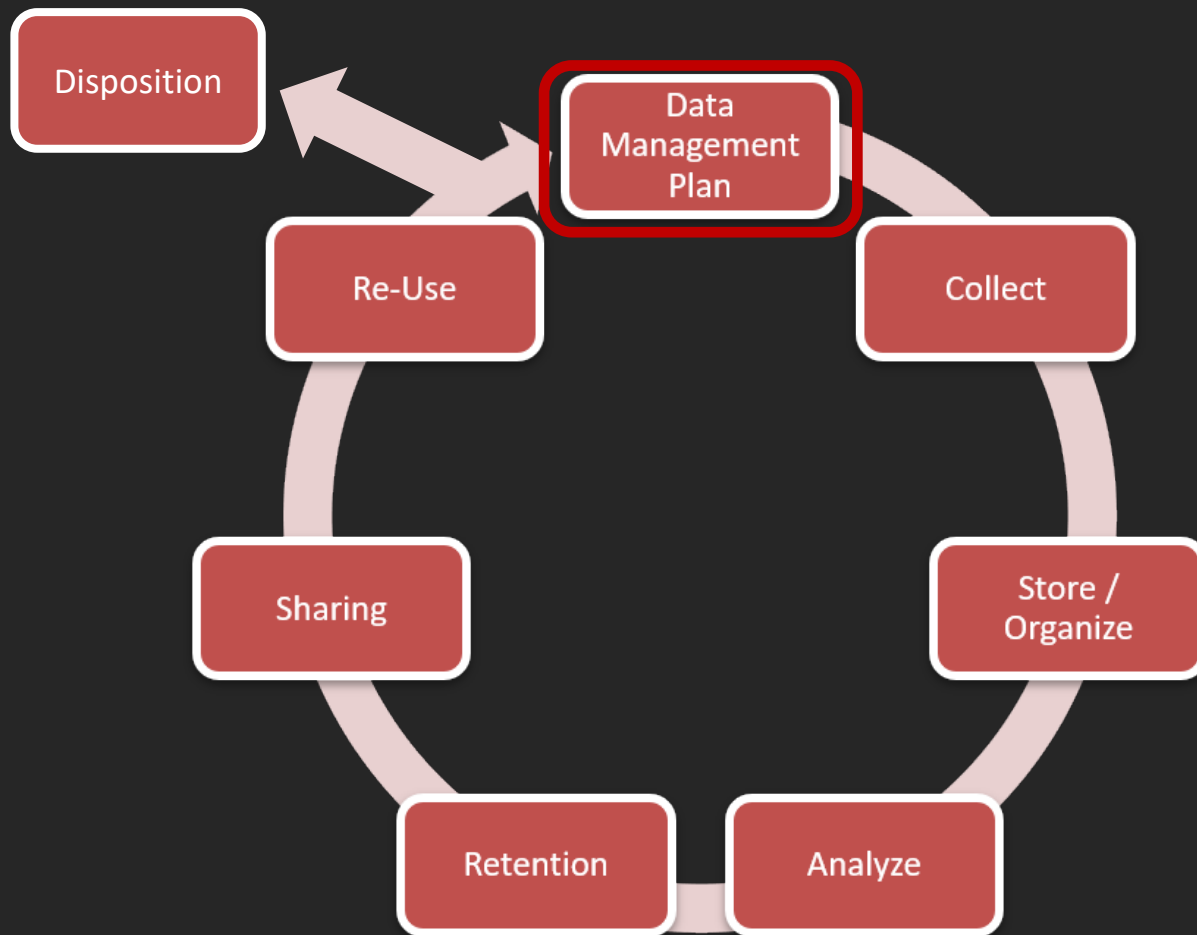 Disposition
Data
Management
Plan
Re-Use
Collect
Sharing
Store /
Organize
Retention
Analyze